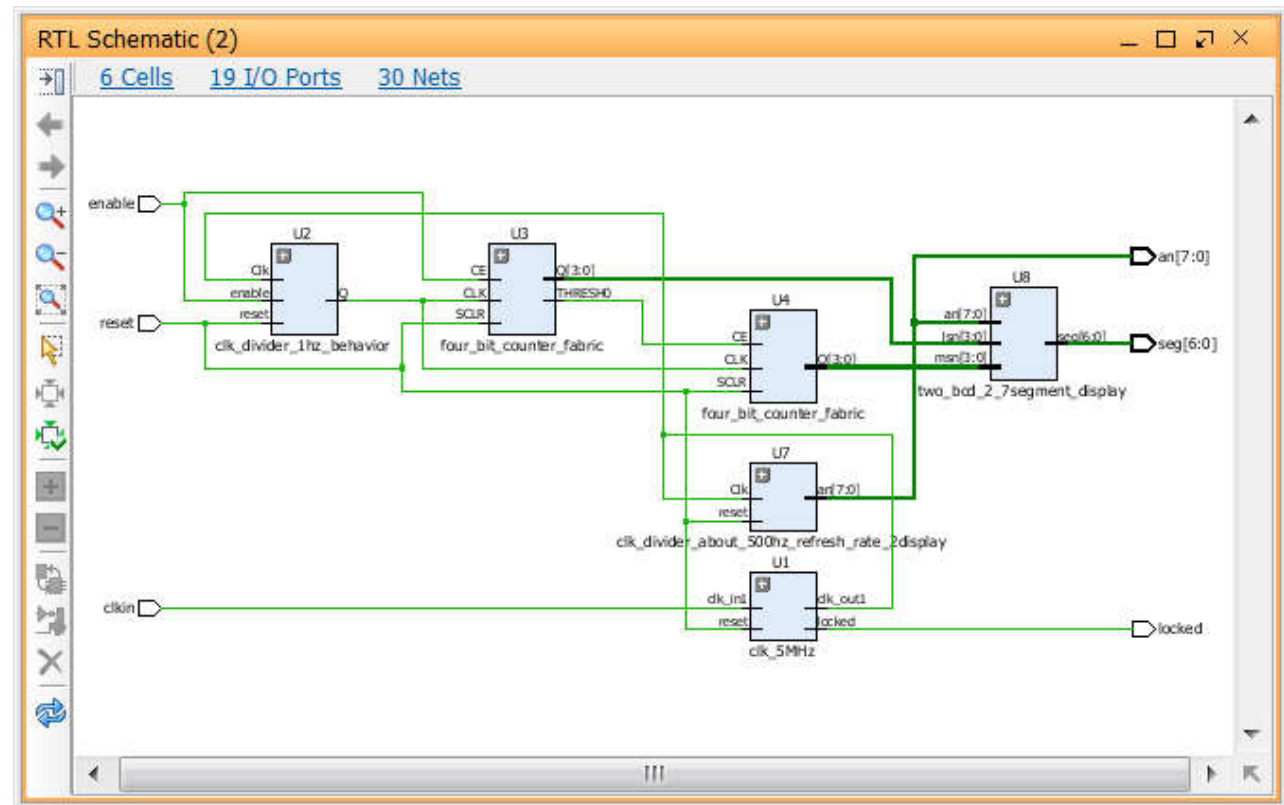 RTL Schematic (2)
6 Cells 19 I/O Ports 30 Nets
enable
reset
clkin
U2
Clk
enable
reset
Q
clk_divider_1hz_behavior
U3
CE
CLK
SCLR
Q[3:0]
THRESH0
four_bit_counter_fabric
U4
CE
CLK
SCLR
Q[3:0]
four_bit_counter_fabric
U7
Clk
reset
an[7:0]
clk_divider_about_500hz_refresh_rate_2display
U1
clk_in1
reset
clk_out1
locked
clk_5MHz
U8
an[7:0]
lsn[3:0]
msn[3:0]
seg[6:0]
two_bcd_2_7segment_display
an[7:0]
seg[6:0]
locked